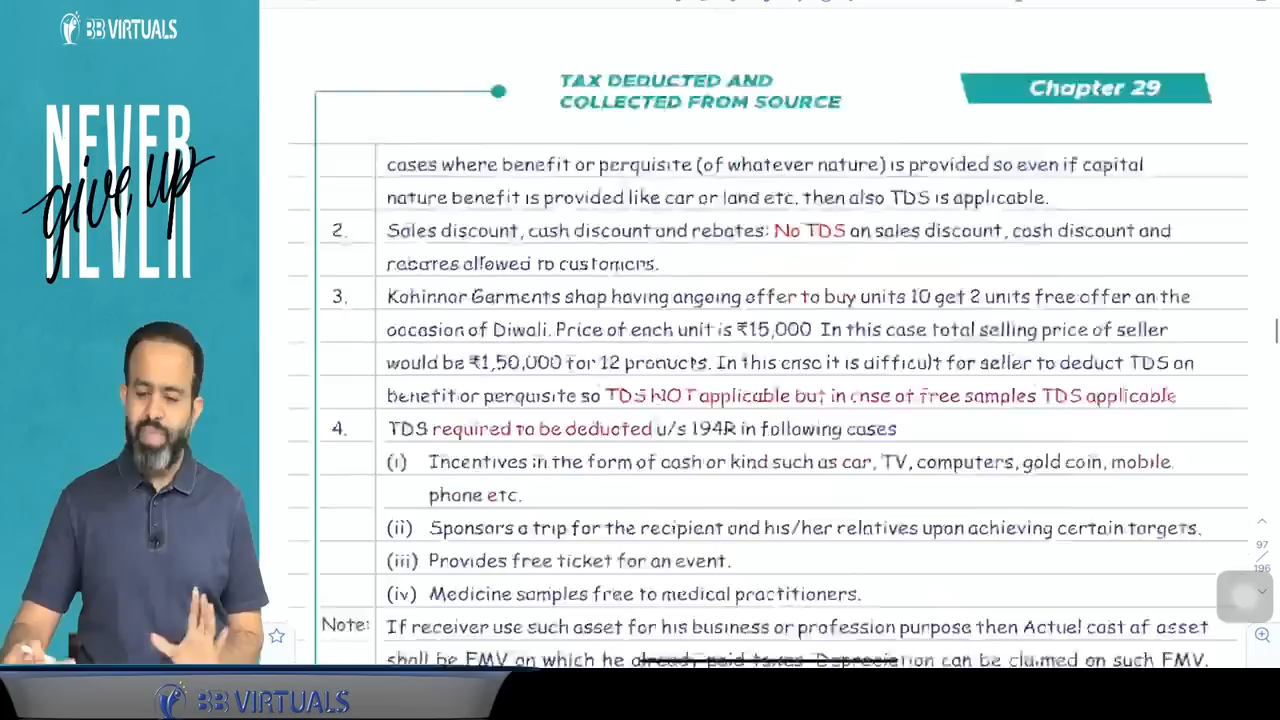 BB VIRTUALS
NEVER
give up
NEVER
TAX DEDUCTED AND
COLLECTED FROM SOURCE
Chapter 29
cases where benefit or perquisite (of whatever nature) is provided so even if capital
nature benefit is provided like car or land etc. then also TDS is applicable.
2. Sales discount, cash discount and rebates: No TDS on sales discount, cash discount and
rebates allowed to customers.
3. Kohinnor Garments shop having ongoing offer to buy units 10 get 2 units free offer on the
occasion of Diwali. Price of each unit is ₹15,000 In this case total selling price of seller
would be ₹1,50,000 for 12 products. In this case it is difficult for seller to deduct TDS on
benefit or perquisite so TDS NOT applicable but in case of free samples TDS applicable
4. TDS required to be deducted u/s 194R in following cases
(i) Incentives in the form of cash or kind such as car, TV, computers, gold coin, mobile
phone etc.
(ii) Sponsors a trip for the recipient and his/her relatives upon achieving certain targets.
(iii) Provides free ticket for an event.
(iv) Medicine samples free to medical practitioners.
Note: If receiver use such asset for his business or profession purpose then Actual cost of asset
shall be FMV on which he already paid taxes Depreciation can be claimed on such FMV.
97
196
BB VIRTUALS